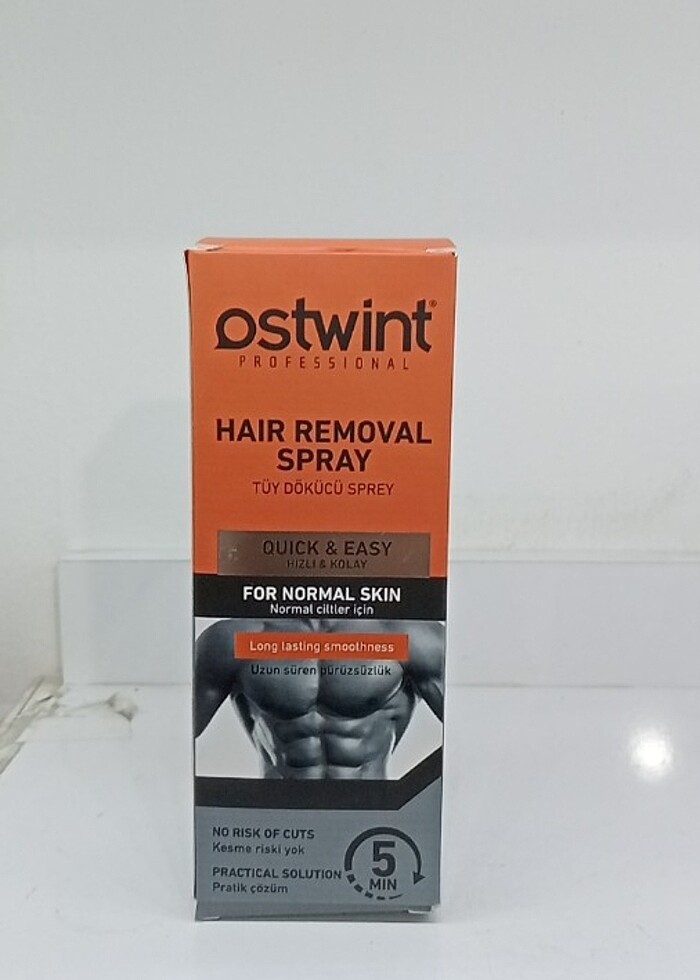 ostwint®
PROFESSIONAL
HAIR REMOVAL
SPRAY
TÜY DÖKÜCÜ SPREY
QUICK & EASY
HIZLI & KOLAY
FOR NORMAL SKIN
Normal ciltler için
Long lasting smoothness
Uzun süren pürüzsüzlük
NO RISK OF CUTS
Kesme riski yok
PRACTICAL SOLUTION
Pratik çözüm
5
MIN